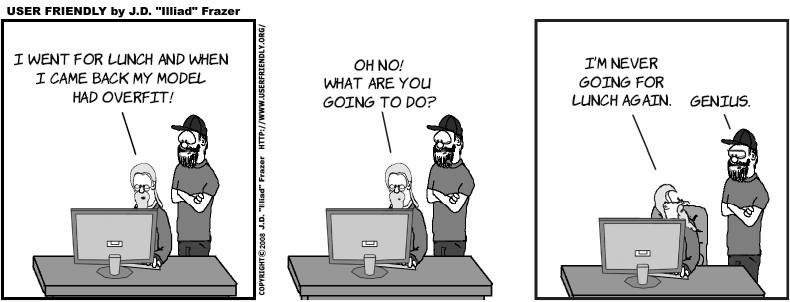 USER FRIENDLY by J.D. "Illiad" Frazer
I WENT FOR LUNCH AND WHEN
I CAME BACK MY MODEL
HAD OVERFIT!
COPYRIGHT © 2008 J.D. "Illiad" Frazer HTTP://WWW.USERFRIENDLY.ORG/
OH NO!
WHAT ARE YOU
GOING TO DO?
I'M NEVER
GOING FOR
LUNCH AGAIN.
GENIUS.